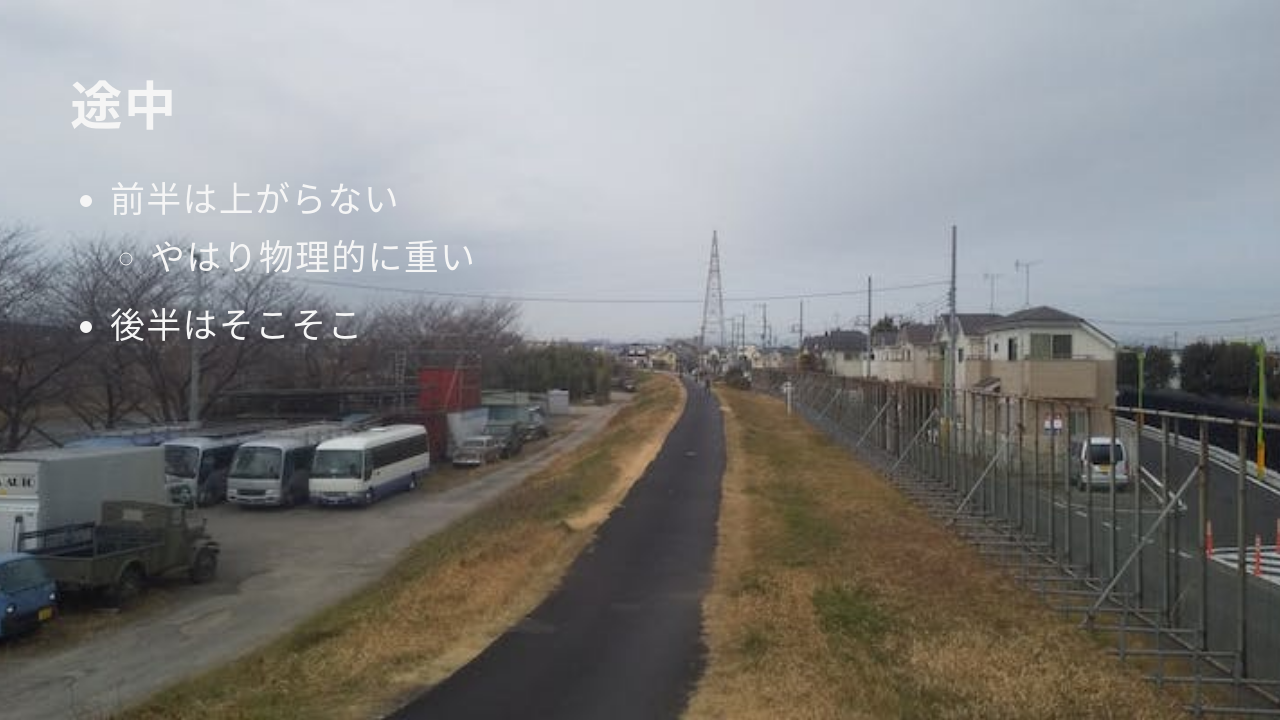 途中
前半は上がらない
やはり物理的に重い
後半はそこそこ
AUTO